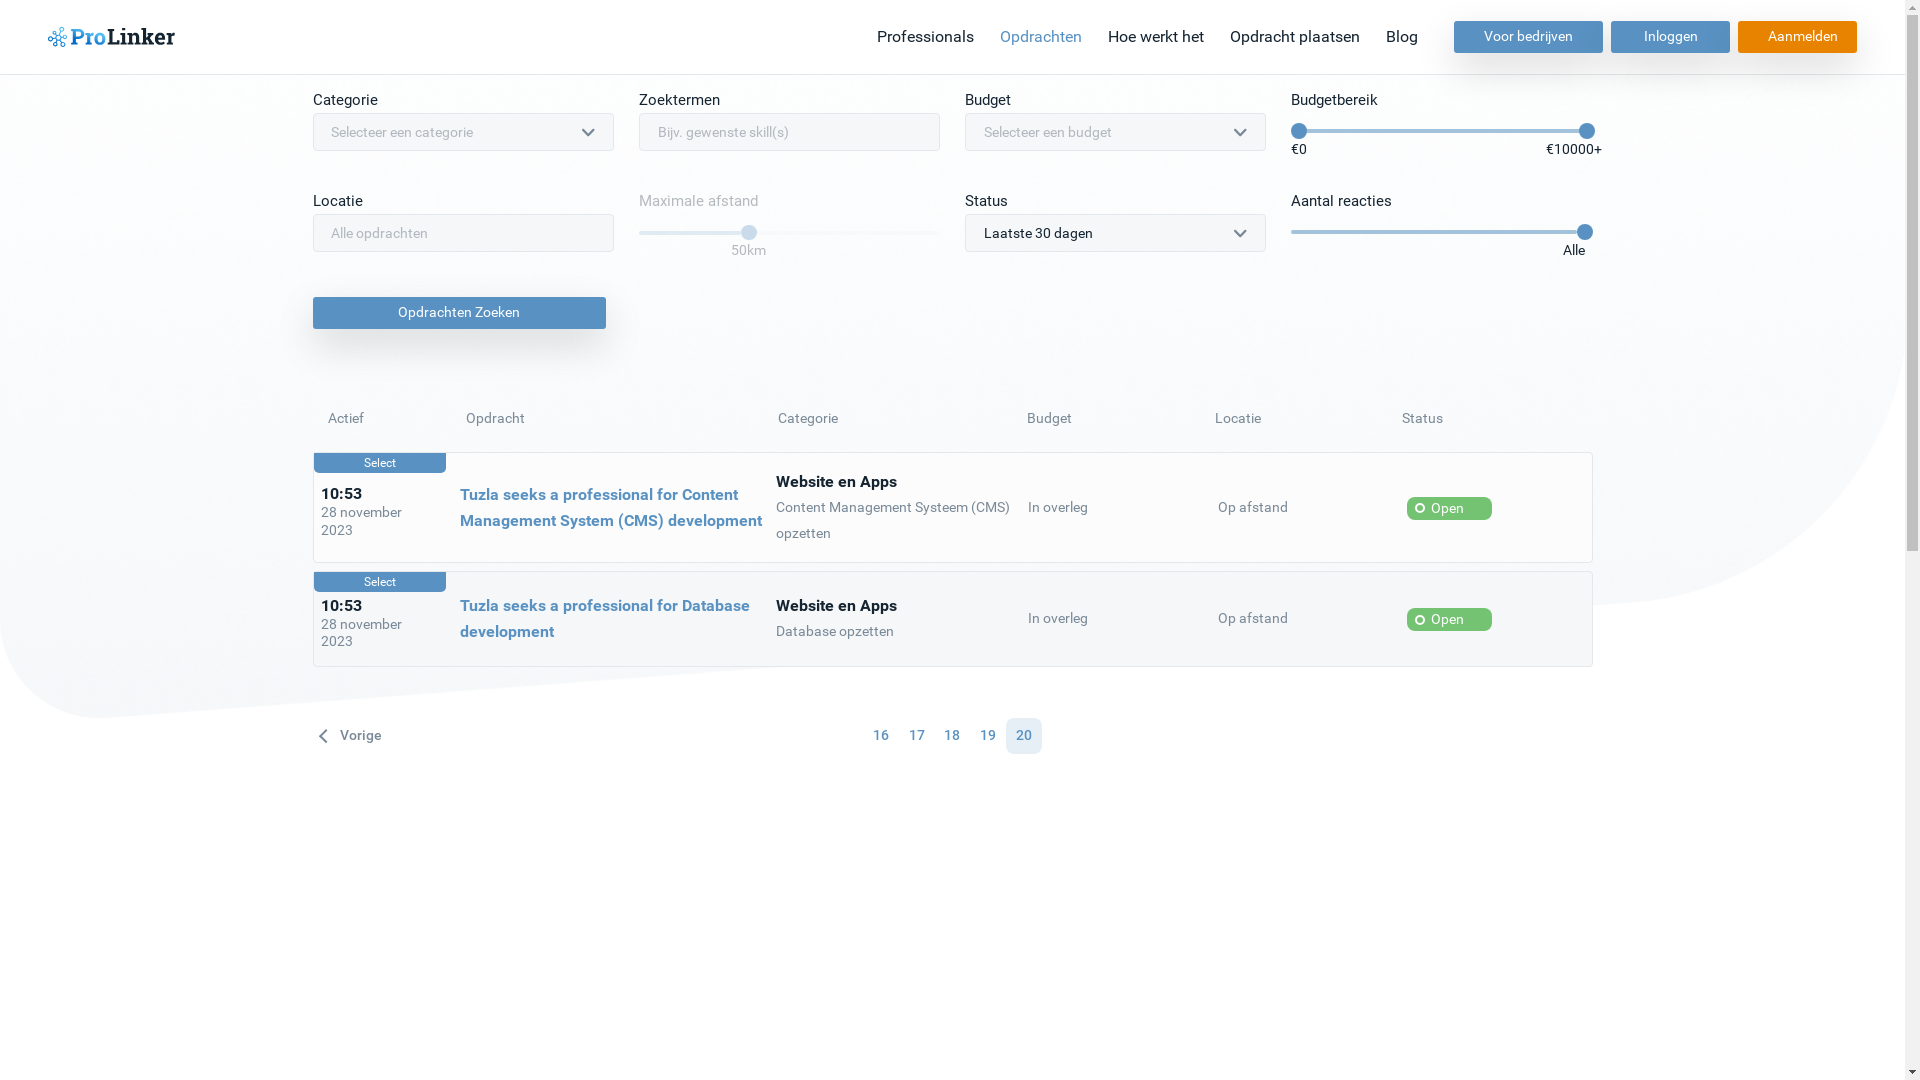 ProLinker
Professionals Opdrachten Hoe werkt het Opdracht plaatsen Blog Voor bedrijven Inloggen Aanmelden
Categorie Zoektermen Budget Budgetbereik
Selecteer een categorie Bijv. gewenste skill(s) Selecteer een budget
€0 €10000+
Locatie Maximale afstand Status Aantal reacties
Alle opdrachten Laatste 30 dagen
50km Alle
Opdrachten Zoeken
Actief Opdracht Categorie Budget Locatie Status
Select
10:53
28 november
2023
Tuzla seeks a professional for Content
Management System (CMS) development
Website en Apps
Content Management Systeem (CMS)
opzetten
In overleg
Op afstand
Open
Select
10:53
28 november
2023
Tuzla seeks a professional for Database
development
Website en Apps
Database opzetten
In overleg
Op afstand
Open
Vorige 16 17 18 19 20